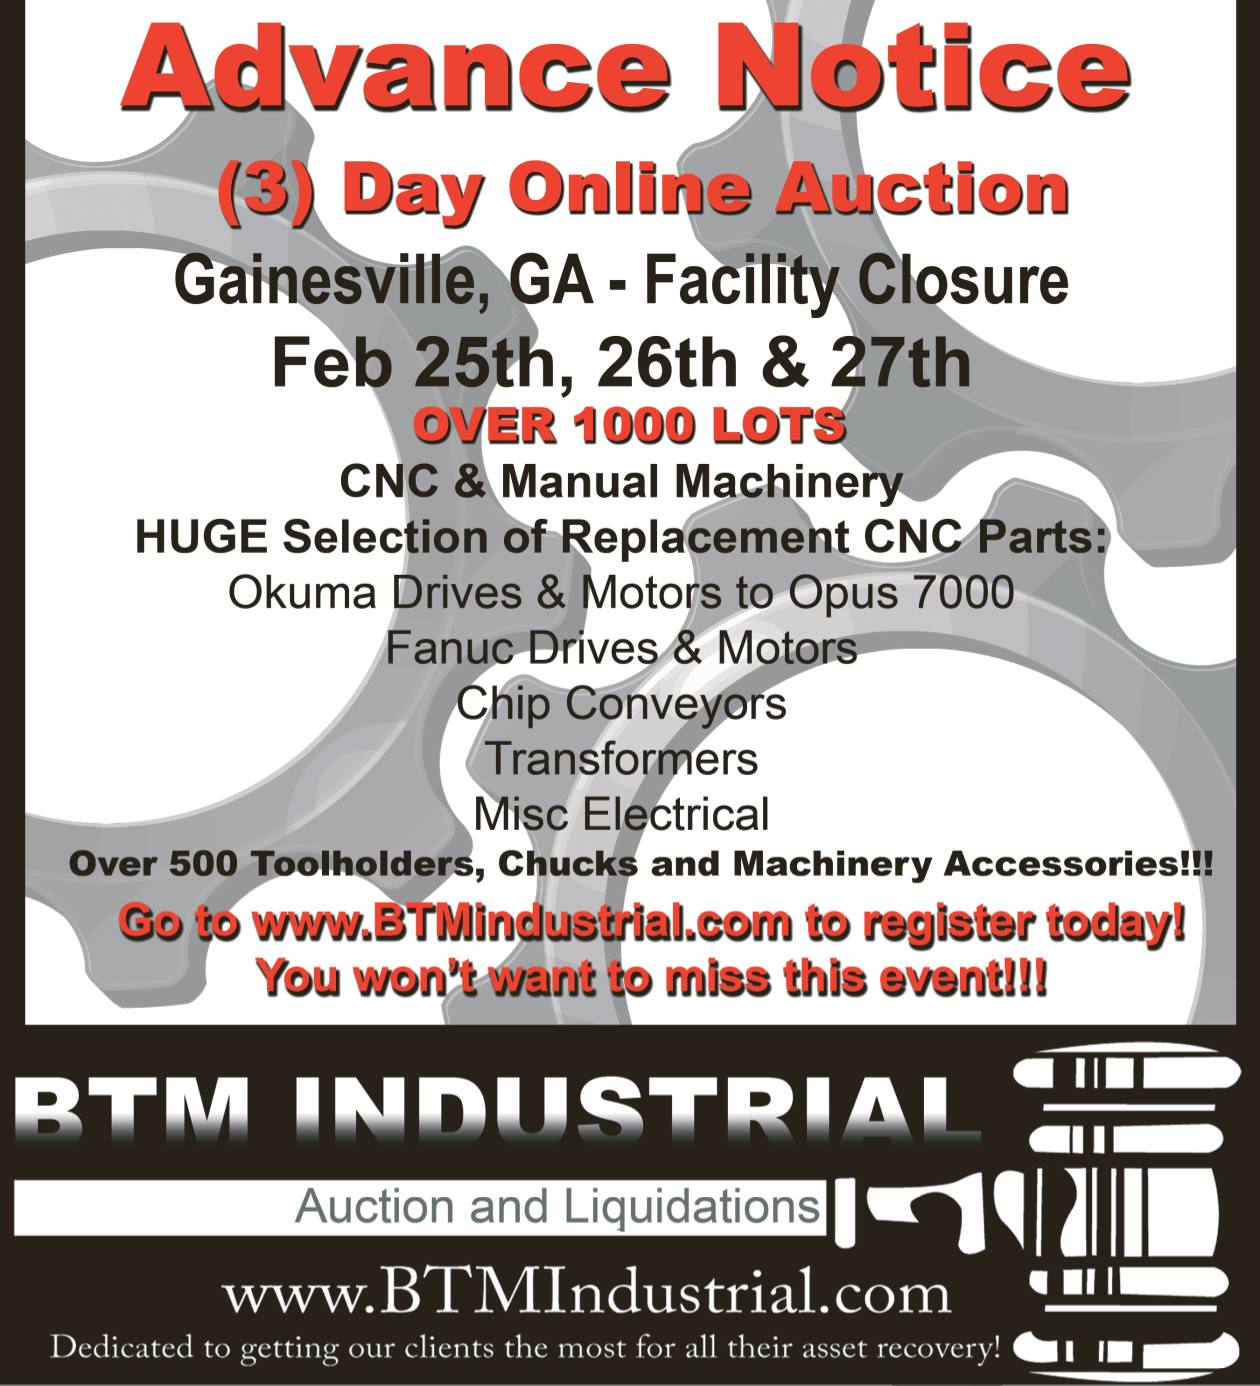 Advance Notice
(3) Day Online Auction
Gainesville, GA - Facility Closure
Feb 25th, 26th & 27th
OVER 1000 LOTS
CNC & Manual Machinery
HUGE Selection of Replacement CNC Parts:
Okuma Drives & Motors to Opus 7000
Fanuc Drives & Motors
Chip Conveyors
Transformers
Misc Electrical
Over 500 Toolholders, Chucks and Machinery Accessories!!!
Go to www.BTMindustrial.com to register today!
You won't want to miss this event!!!
BTM INDUSTRIAL
Auction and Liquidations
www.BTMIndustrial.com
Dedicated to getting our clients the most for all their asset recovery!